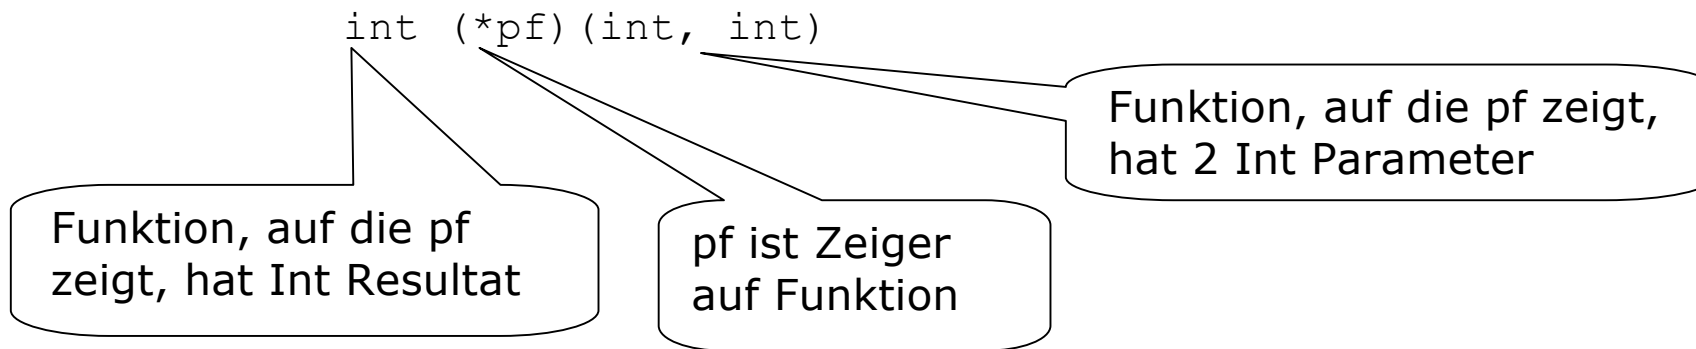 int (*pf)(int, int)
Funktion, auf die pf zeigt,
hat 2 Int Parameter
Funktion, auf die pf
zeigt, hat Int Resultat
pf ist Zeiger
auf Funktion